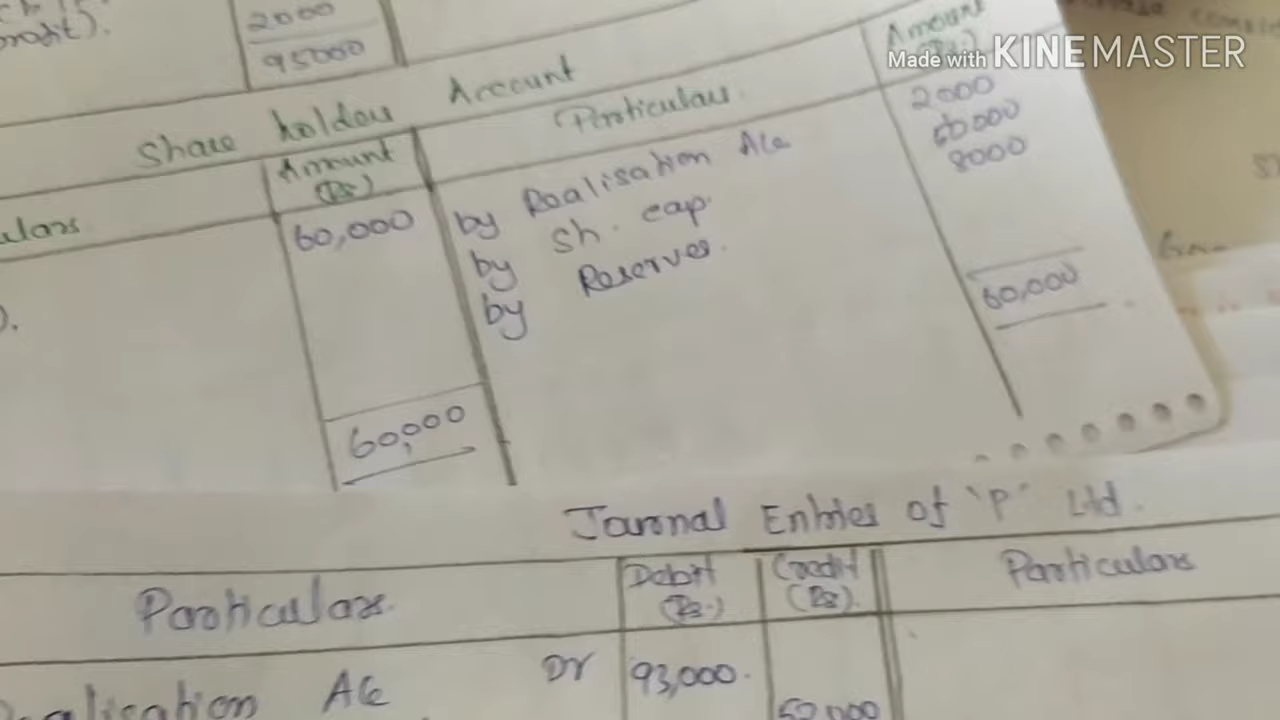 profit).
2000
95000
Made with KINEMASTER
Share holders Account
Amount (Rs)
Particulars
Amount
60,000
by Realisation A/c
2000
by sh. cap.
50000
by Reserves.
8000
60,000
60,000
Journal Entries of 'P' Ltd.
Particulars
Debit (Rs.)
Credit (Rs).
Particulars
Realisation A/c Dr
93,000.
50,000